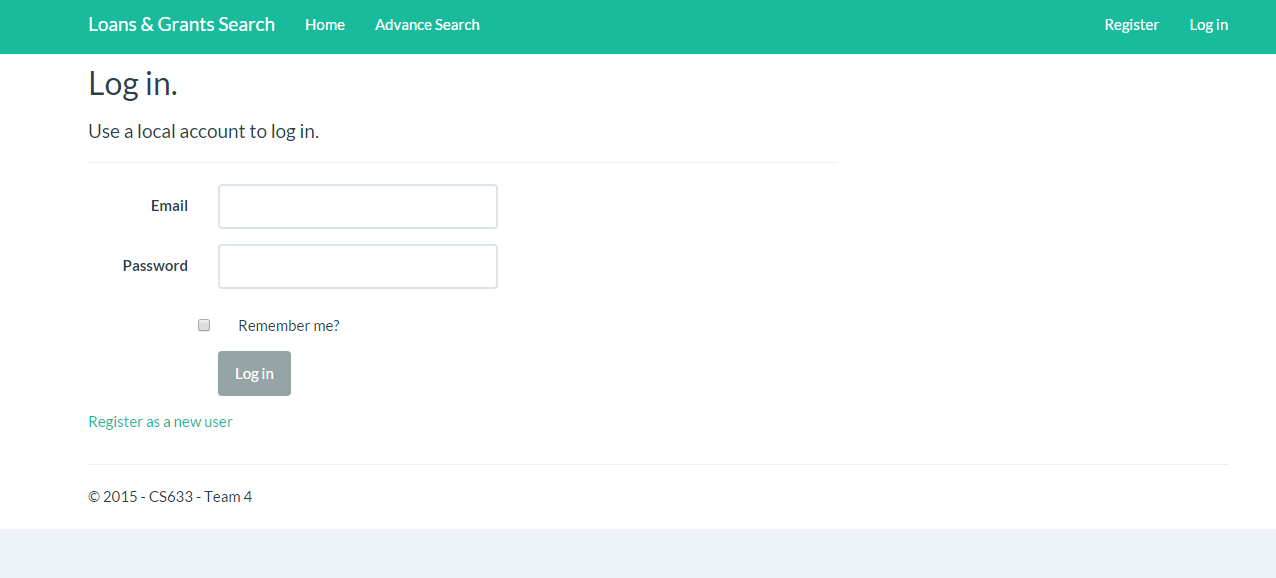 Loans & Grants Search Home Advance Search Register Log in
Log in.
Use a local account to log in.
Email
Password
Remember me?
Log in
Register as a new user
© 2015 - CS633 - Team 4